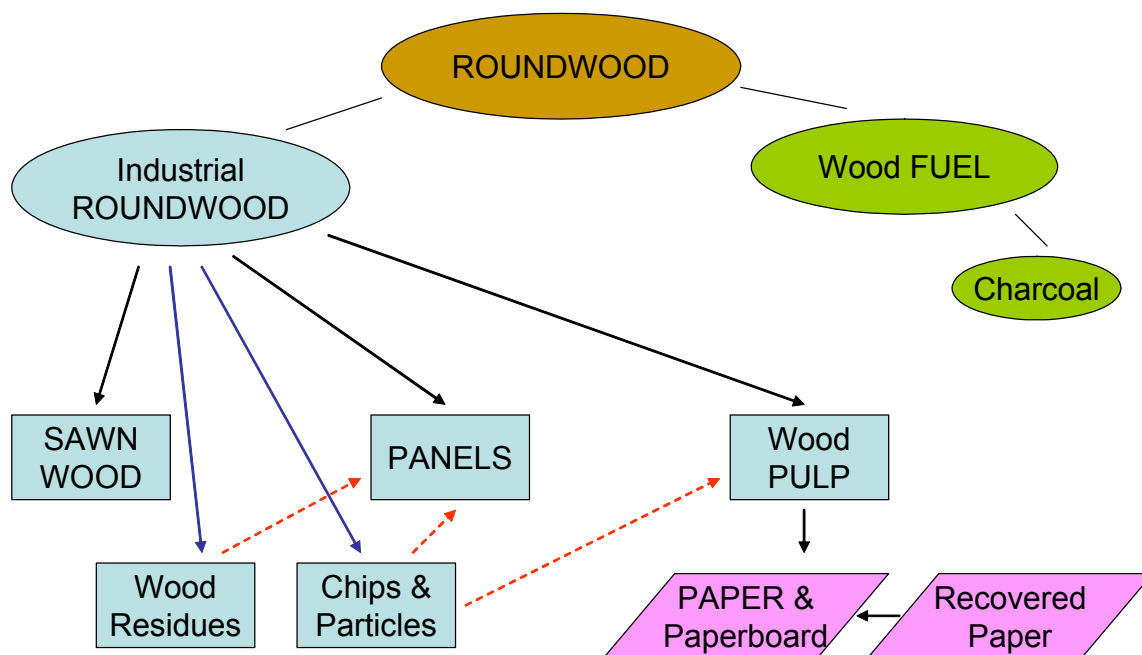 ROUNDWOOD
Industrial
ROUNDWOOD
Wood FUEL
Charcoal
SAWN
WOOD
PANELS
Wood
PULP
Wood
Residues
Chips &
Particles
PAPER &
Paperboard
Recovered
Paper